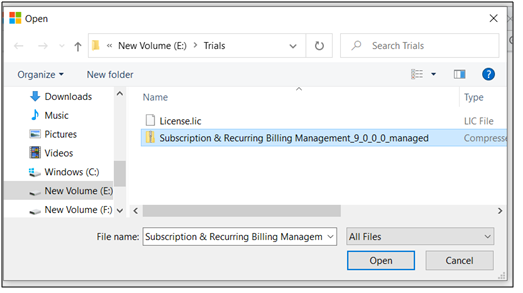 Open
« New Volume (E:) > Trials
Search Trials
Organize
New folder
Downloads
Music
Pictures
Videos
Windows (C:)
New Volume (E:)
New Volume (F:)
Name
Type
License.lic
LIC File
Subscription & Recurring Billing Management_9_0_0_0_managed
Compresse
File name:
Subscription & Recurring Billing Managem
All Files
Open
Cancel